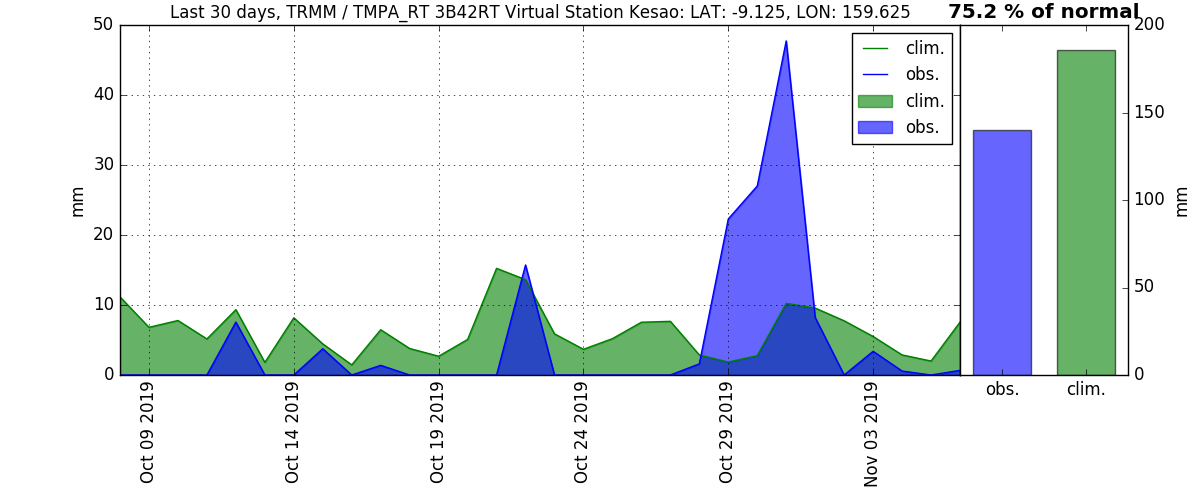 Last 30 days, TRMM / TMPA_RT 3B42RT Virtual Station Kesao: LAT: -9.125, LON: 159.625
75.2 % of normal
50
40
30
20
10
0
mm
clim.
obs.
clim.
obs.
Oct 09 2019
Oct 14 2019
Oct 19 2019
Oct 24 2019
Oct 29 2019
Nov 03 2019
200
150
100
50
0
mm
obs.
clim.